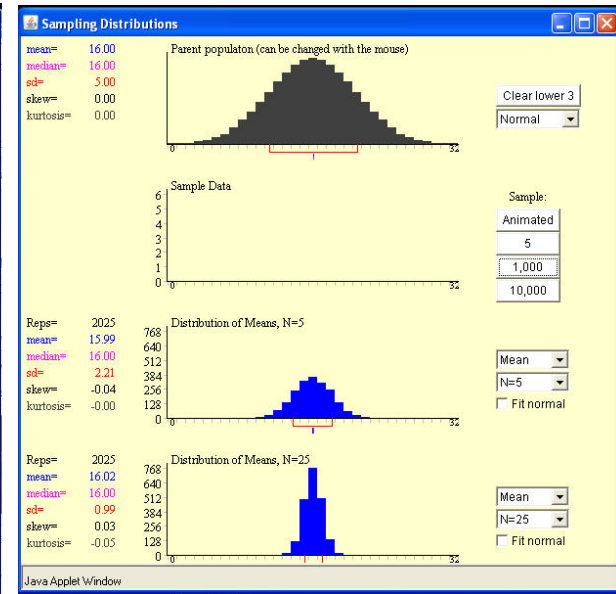 Sampling Distributions
mean= 16.00
median= 16.00
sd= 5.00
skew= 0.00
kurtosis= 0.00
Parent populaton (can be changed with the mouse)
0 32
Clear lower 3
Normal
Sample Data
6
5
4
3
2
1
0
0 32
Sample:
Animated
5
1,000
10,000
Reps= 2025
mean= 15.99
median= 16.00
sd= 2.21
skew= -0.04
kurtosis= -0.00
Distribution of Means, N=5
768
640
512
384
256
128
0
0 32
Mean
N=5
Fit normal
Reps= 2025
mean= 16.02
median= 16.00
sd= 0.99
skew= 0.03
kurtosis= -0.05
Distribution of Means, N=25
768
640
512
384
256
128
0
0 32
Mean
N=25
Fit normal
Java Applet Window